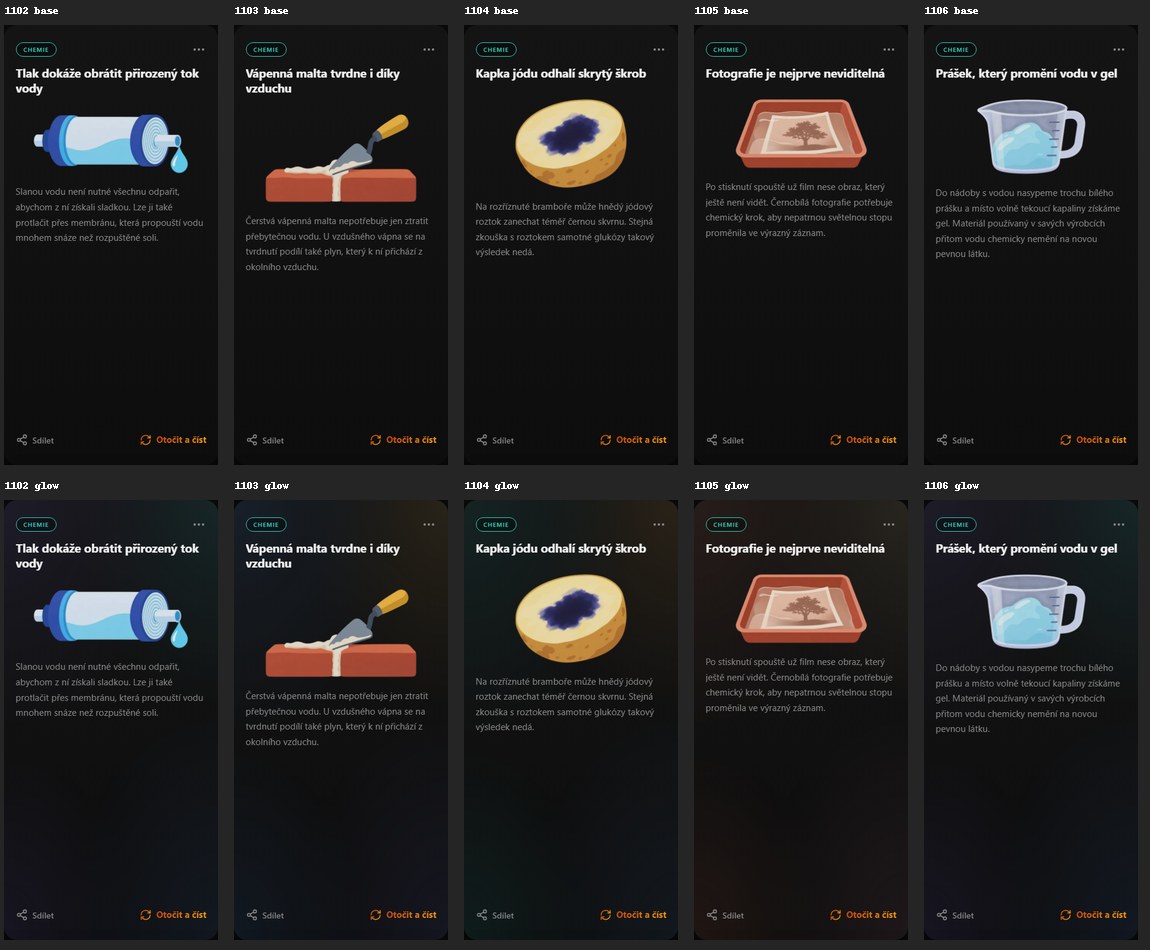 1102 base
CHEMIE
Tlak dokáže obrátit přirozený tok
vody
Slanou vodu není nutné všechnu odpařit,
abychom z ní získali sladkou. Lze ji také
protlačit přes membránu, která propouští vodu
mnohem snáze než rozpuštěné soli.
Sdílet
Otočit a číst
1103 base
CHEMIE
Vápenná malta tvrdne i díky
vzduchu
Čerstvá vápenná malta nepotřebuje jen ztratit
přebytečnou vodu. U vzdušného vápna se na
tvrdnutí podílí také plyn, který k ní přichází z
okolního vzduchu.
Sdílet
Otočit a číst
1104 base
CHEMIE
Kapka jódu odhalí skrytý škrob
Na rozříznuté bramboře může hnědý jódový
roztok zanechat téměř černou skvrnu. Stejná
zkouška s roztokem samotné glukózy takový
výsledek nedá.
Sdílet
Otočit a číst
1105 base
CHEMIE
Fotografie je nejprve neviditelná
Po stisknutí spouště už film nese obraz, který
ještě není vidět. Černobílá fotografie potřebuje
chemický krok, aby nepatrnou světelnou stopu
proměnila ve výrazný záznam.
Sdílet
Otočit a číst
1106 base
CHEMIE
Prášek, který promění vodu v gel
Do nádoby s vodou nasypeme trochu bílého
prášku a místo volně tekoucí kapaliny získáme
gel. Materiál používaný v savých výrobcích
přitom vodu chemicky nemění na novou
pevnou látku.
Sdílet
Otočit a číst
1102 glow
CHEMIE
Tlak dokáže obrátit přirozený tok
vody
Slanou vodu není nutné všechnu odpařit,
abychom z ní získali sladkou. Lze ji také
protlačit přes membránu, která propouští vodu
mnohem snáze než rozpuštěné soli.
Sdílet
Otočit a číst
1103 glow
CHEMIE
Vápenná malta tvrdne i díky
vzduchu
Čerstvá vápenná malta nepotřebuje jen ztratit
přebytečnou vodu. U vzdušného vápna se na
tvrdnutí podílí také plyn, který k ní přichází z
okolního vzduchu.
Sdílet
Otočit a číst
1104 glow
CHEMIE
Kapka jódu odhalí skrytý škrob
Na rozříznuté bramboře může hnědý jódový
roztok zanechat téměř černou skvrnu. Stejná
zkouška s roztokem samotné glukózy takový
výsledek nedá.
Sdílet
Otočit a číst
1105 glow
CHEMIE
Fotografie je nejprve neviditelná
Po stisknutí spouště už film nese obraz, který
ještě není vidět. Černobílá fotografie potřebuje
chemický krok, aby nepatrnou světelnou stopu
proměnila ve výrazný záznam.
Sdílet
Otočit a číst
1106 glow
CHEMIE
Prášek, který promění vodu v gel
Do nádoby s vodou nasypeme trochu bílého
prášku a místo volně tekoucí kapaliny získáme
gel. Materiál používaný v savých výrobcích
přitom vodu chemicky nemění na novou
pevnou látku.
Sdílet
Otočit a číst